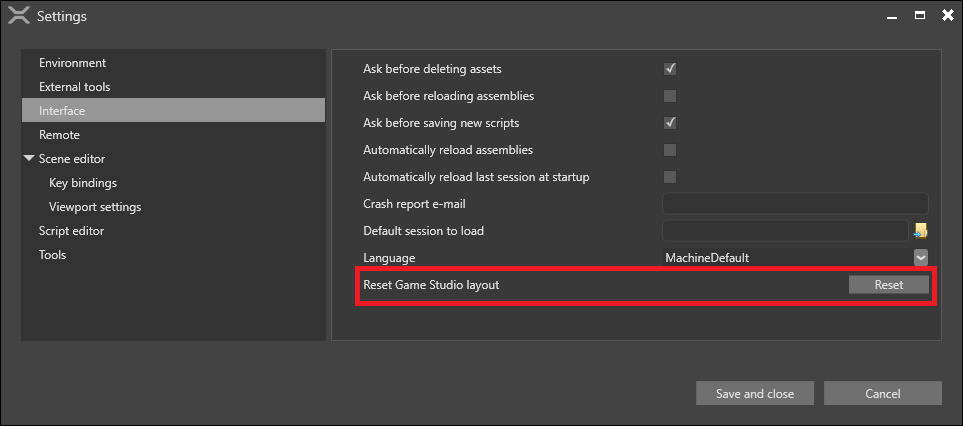 Settings
Environment
External tools
Interface
Remote
Scene editor
Key bindings
Viewport settings
Script editor
Tools
Ask before deleting assets
Ask before reloading assemblies
Ask before saving new scripts
Automatically reload assemblies
Automatically reload last session at startup
Crash report e-mail
Default session to load
Language MachineDefault
Reset Game Studio layout Reset
Save and close Cancel